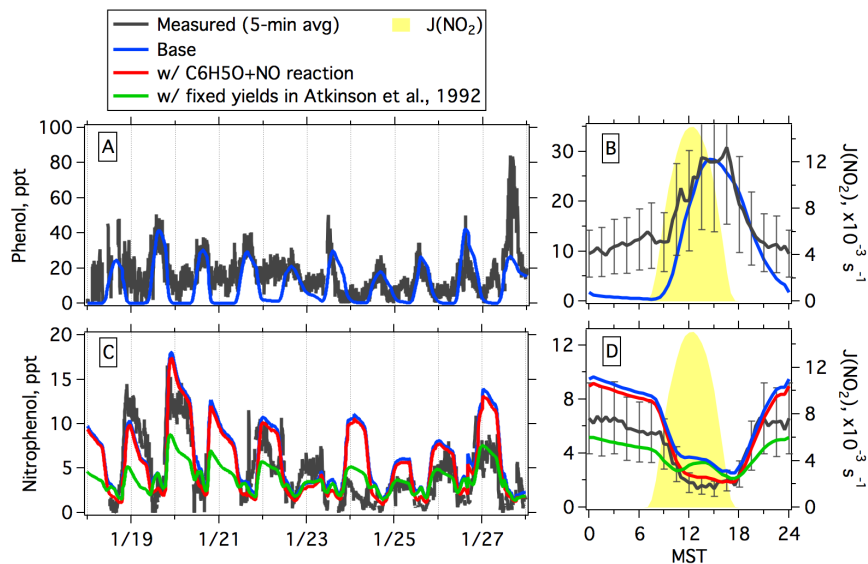 Measured (5-min avg) J(NO2)
Base
w/ C6H5O+NO reaction
w/ fixed yields in Atkinson et al., 1992
A
100
80
60
40
20
0
Phenol, ppt
B
30
20
10
0
12
8
4
0
J(NO2), x10-3 s-1
C
20
15
10
5
0
Nitrophenol, ppt
1/19 1/21 1/23 1/25 1/27
D
12
8
4
0
12
8
4
0
J(NO2), x10-3 s-1
0 6 12 18 24
MST